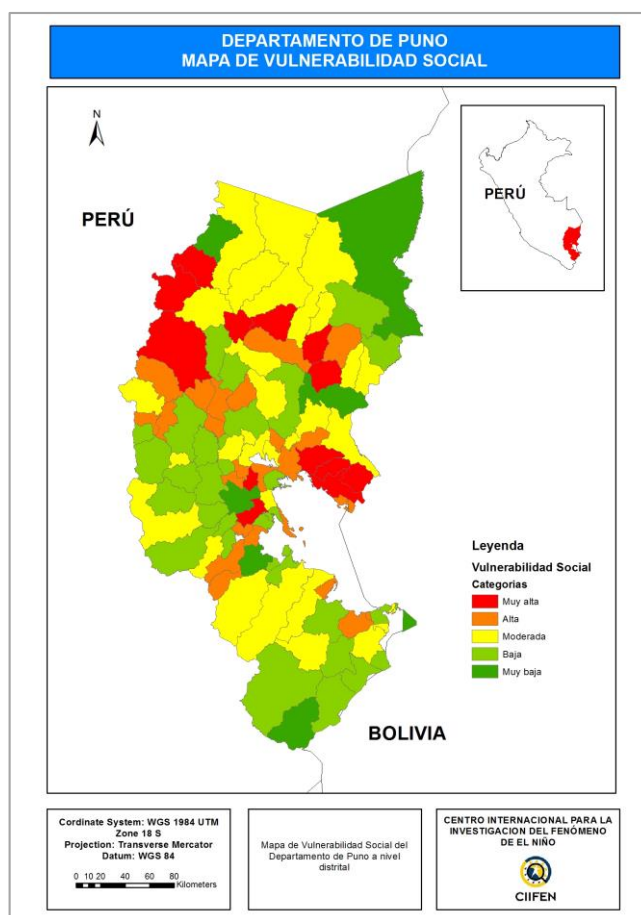 DEPARTAMENTO DE PUNO
MAPA DE VULNERABILIDAD SOCIAL
N
PERÚ
PERÚ
Leyenda
Vulnerabilidad Social
Categorias
Muy alta
Alta
Moderada
Baja
Muy baja
BOLIVIA
Cordinate System: WGS 1984 UTM
Zone 18 S
Projection: Transverse Mercator
Datum: WGS 84
0 10 20 40 60 80
Kilometers
Mapa de Vulnerabilidad Social del
Departamento de Puno a nivel
distrital
CENTRO INTERNACIONAL PARA LA
INVESTIGACION DEL FENÓMENO
DE EL NIÑO
CIIFEN